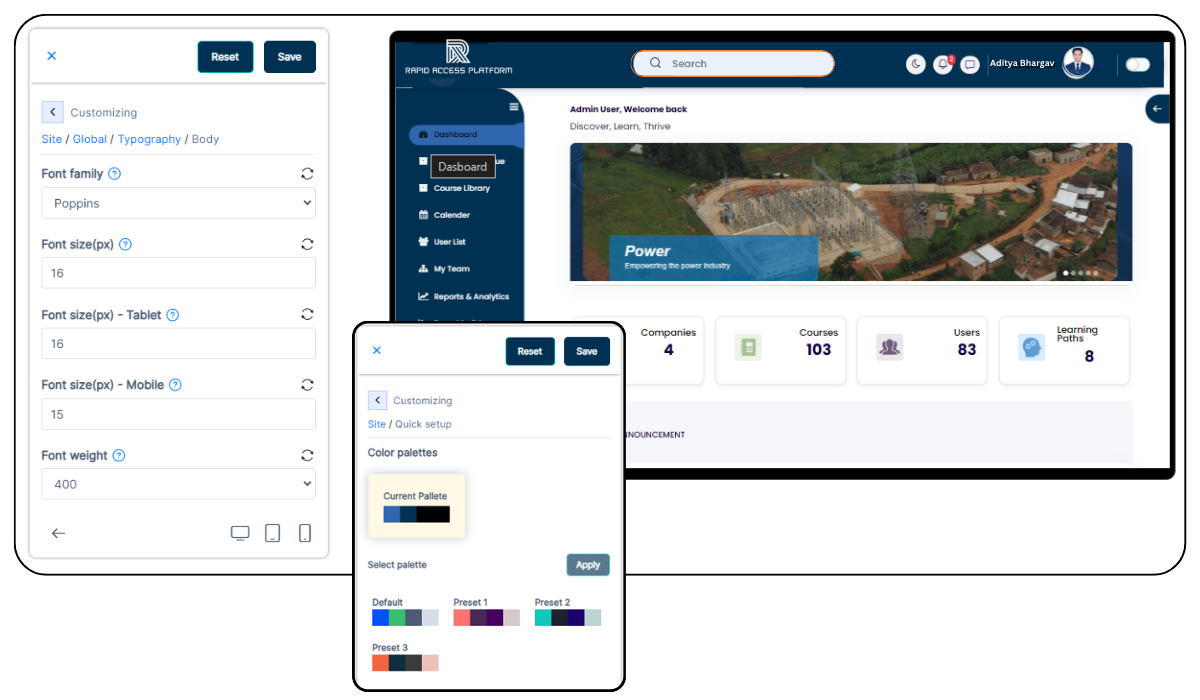 Reset
Save
Customizing
Site / Global / Typography / Body
Font family
Poppins
Font size(px)
16
Font size(px) - Tablet
16
Font size(px) - Mobile
15
Font weight
400
RAPID ACCESS PLATFORM
Search
2
Aditya Bhargav
Dashboard
Dasboard
ue
Course Library
Calender
User List
My Team
Reports & Analytics
Admin User, Welcome back
Discover, Learn, Thrive
Power
Empowering the power industry
Companies
4
Courses
103
Users
83
Learning
Paths
8
NNOUNCEMENT
Reset
Save
Customizing
Site / Quick setup
Color palettes
Current Pallete
Select palette
Apply
Default
Preset 1
Preset 2
Preset 3